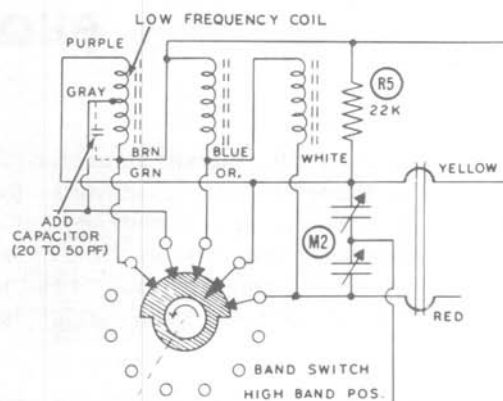 LOW FREQUENCY COIL
PURPLE
GRAY
R5
22K
BRN
BLUE
WHITE
GRN
OR.
YELLOW
ADD
CAPACITOR
(20 TO 50 PF)
M2
RED
BAND SWITCH
HIGH BAND POS.